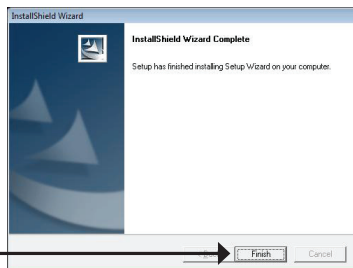 InstallShield Wizard
InstallShield Wizard Complete
Setup has finished installing Setup Wizard on your computer.
Finish
Cancel